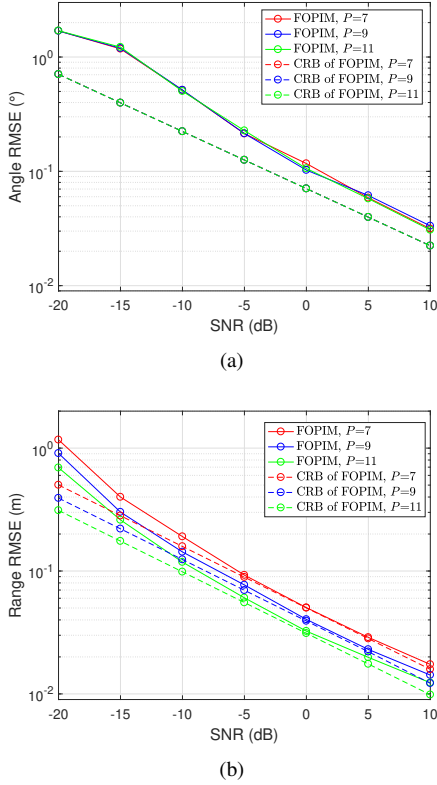 FOPIM, P=7
FOPIM, P=9
FOPIM, P=11
CRB of FOPIM, P=7
CRB of FOPIM, P=9
CRB of FOPIM, P=11
Angle RMSE (°)
10^0
10^-1
10^-2
-20 -15 -10 -5 0 5 10
SNR (dB)
(a)
FOPIM, P=7
FOPIM, P=9
FOPIM, P=11
CRB of FOPIM, P=7
CRB of FOPIM, P=9
CRB of FOPIM, P=11
Range RMSE (m)
10^0
10^-1
10^-2
-20 -15 -10 -5 0 5 10
SNR (dB)
(b)